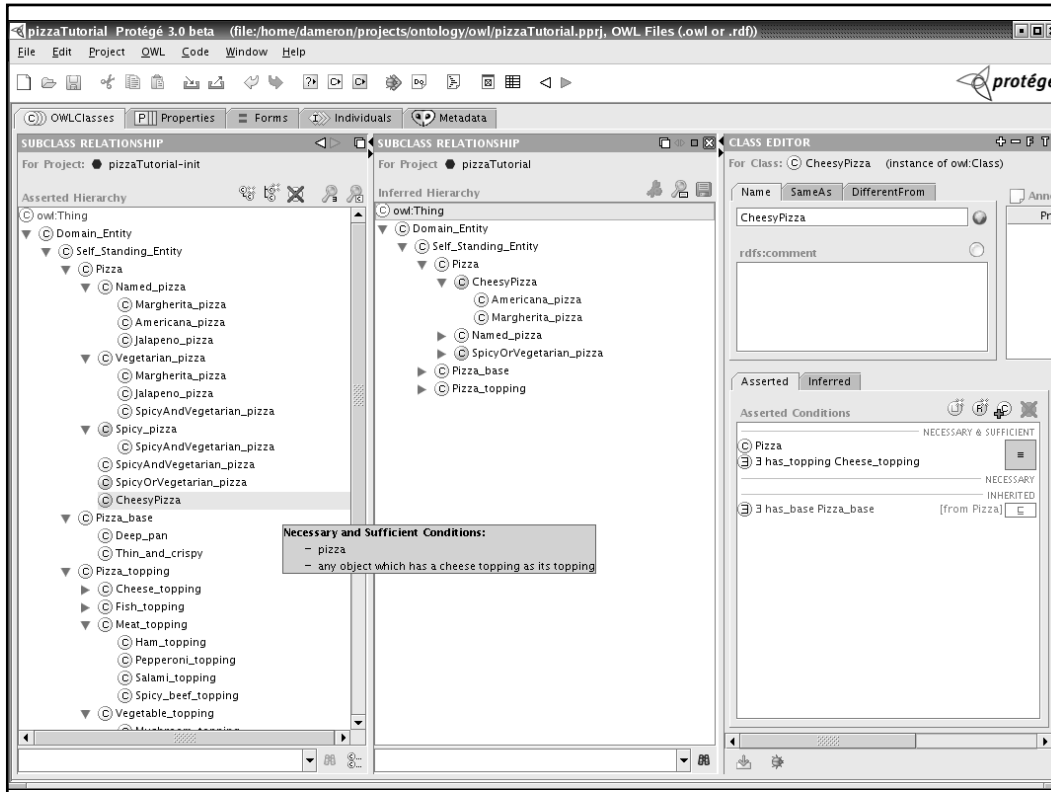 pizzaTutorial Protégé 3.0 beta (file:/home/dameron/projects/ontology/owl/pizzaTutorial.pprj, OWL Files (.owl or .rdf))
File Edit Project OWL Code Window Help
protégé
OWLClasses Properties Forms Individuals Metadata
SUBCLASS RELATIONSHIP
For Project: pizzaTutorial-init
Asserted Hierarchy
owl:Thing
Domain_Entity
Self_Standing_Entity
Pizza
Named_pizza
Margherita_pizza
Americana_pizza
Jalapeno_pizza
Vegetarian_pizza
Margherita_pizza
Jalapeno_pizza
SpicyAndVegetarian_pizza
Spicy_pizza
SpicyAndVegetarian_pizza
SpicyAndVegetarian_pizza
SpicyOrVegetarian_pizza
CheesyPizza
Pizza_base
Deep_pan
Thin_and_crispy
Pizza_topping
Cheese_topping
Fish_topping
Meat_topping
Ham_topping
Pepperoni_topping
Salami_topping
Spicy_beef_topping
Vegetable_topping
Necessary and Sufficient Conditions:
– pizza
– any object which has a cheese topping as its topping
SUBCLASS RELATIONSHIP
For Project pizzaTutorial
Inferred Hierarchy
owl:Thing
Domain_Entity
Self_Standing_Entity
Pizza
CheesyPizza
Americana_pizza
Margherita_pizza
Named_pizza
SpicyOrVegetarian_pizza
Pizza_base
Pizza_topping
CLASS EDITOR
For Class: CheesyPizza (instance of owl:Class)
Name SameAs DifferentFrom
CheesyPizza
rdfs:comment
Anno
Pr
Asserted Inferred
Asserted Conditions
NECESSARY & SUFFICIENT
Pizza
∃ has_topping Cheese_topping
≡
NECESSARY
INHERITED
∃ has_base Pizza_base [from Pizza] ⊑